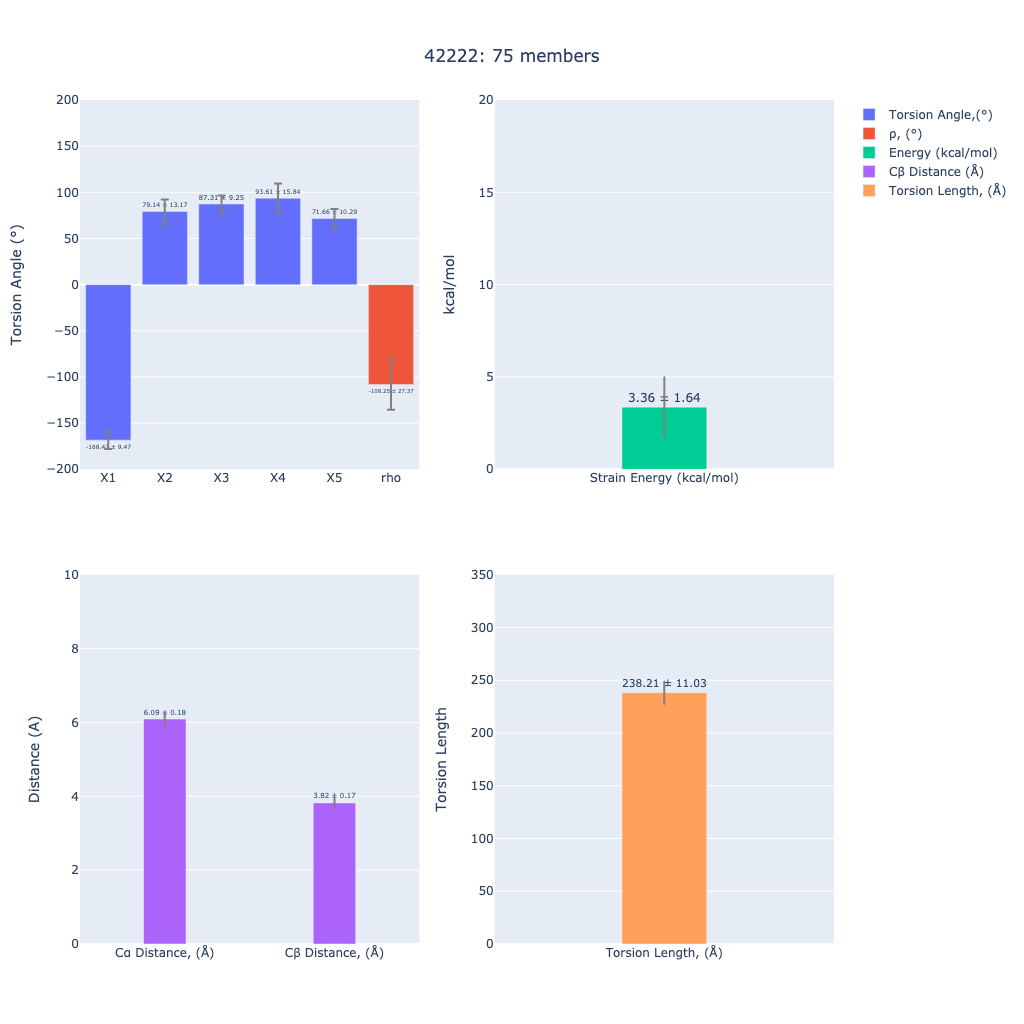 42222: 75 members
200
150
100
50
0
−50
−100
−150
−200
Torsion Angle (°)
79.14 ± 13.17
87.31 ± 9.25
93.61 ± 15.84
71.66 ± 10.29
-108.25 ± 27.37
X1
X2
X3
X4
X5
rho
20
15
10
5
0
kcal/mol
3.36 ± 1.64
Strain Energy (kcal/mol)
Torsion Angle,(°)
ρ, (°)
Energy (kcal/mol)
Cβ Distance (Å)
Torsion Length, (Å)
10
8
6
4
2
0
Distance (A)
6.09 ± 0.18
3.82 ± 0.17
Cα Distance, (Å)
Cβ Distance, (Å)
350
300
250
200
150
100
50
0
Torsion Length
238.21 ± 11.03
Torsion Length, (Å)